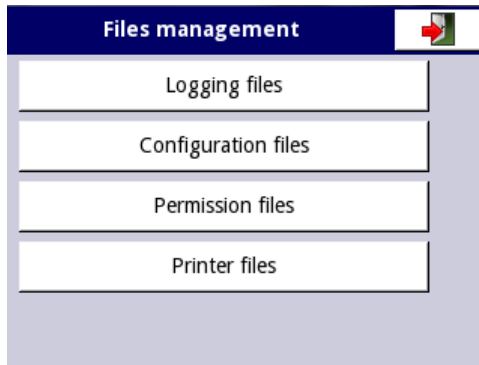 Files management
Logging files
Configuration files
Permission files
Printer files